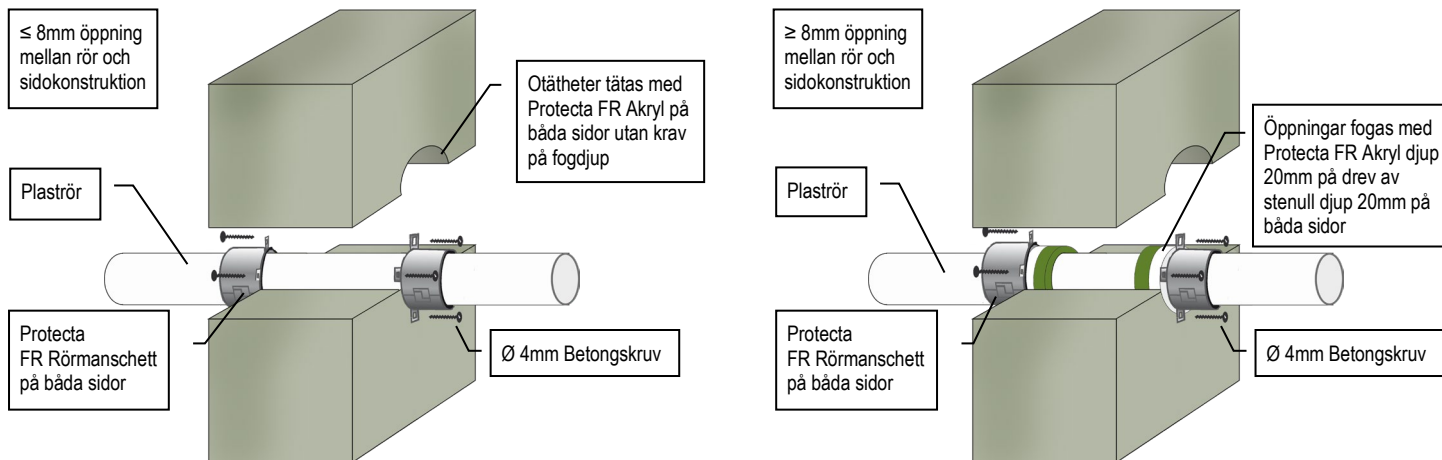 ≤ 8mm öppning
mellan rör och
sidokonstruktion
Otätheter tätas med
Protecta FR Akryl på
båda sidor utan krav
på fogdjup
Plaströr
Protecta
FR Rörmanschett
på båda sidor
Ø 4mm Betongskruv
≥ 8mm öppning
mellan rör och
sidokonstruktion
Öppningar fogas med
Protecta FR Akryl djup
20mm på drev av
stenull djup 20mm på
båda sidor
Plaströr
Protecta
FR Rörmanschett
på båda sidor
Ø 4mm Betongskruv